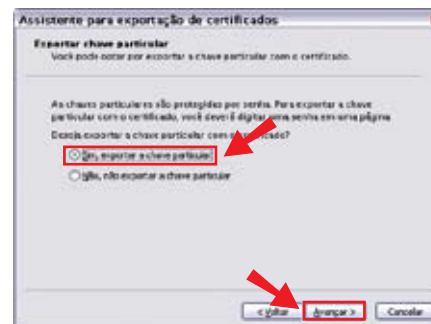 Assistente para exportação de certificados
Exportar chave particular
Você pode optar por exportar a chave particular com o certificado.
As chaves particulares são protegidas por senha. Para exportar a chave
particular com o certificado, você deverá digitar uma senha em uma página
Deseja exportar a chave particular com o certificado?
Sim, exportar a chave particular
Não, não exportar a chave particular
< Voltar
Avançar >
Cancelar